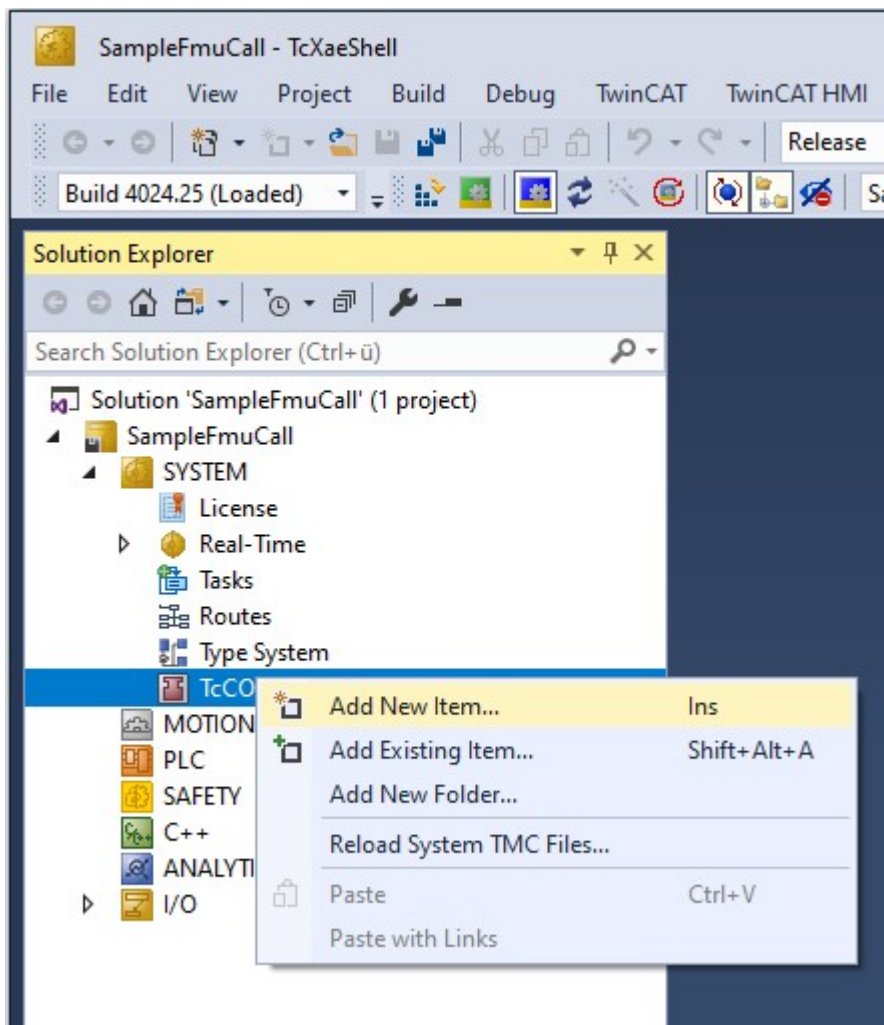 SampleFmuCall - TcXaeShell
File Edit View Project Build Debug TwinCAT TwinCAT HMI
Release
Build 4024.25 (Loaded)
Solution Explorer
Search Solution Explorer (Ctrl+ü)
Solution 'SampleFmuCall' (1 project)
SampleFmuCall
SYSTEM
License
Real-Time
Tasks
Routes
Type System
TcCO
Add New Item... Ins
MOTION
Add Existing Item... Shift+Alt+A
PLC
SAFETY
Add New Folder...
C++
Reload System TMC Files...
ANALYTI
Paste Ctrl+V
I/O
Paste with Links